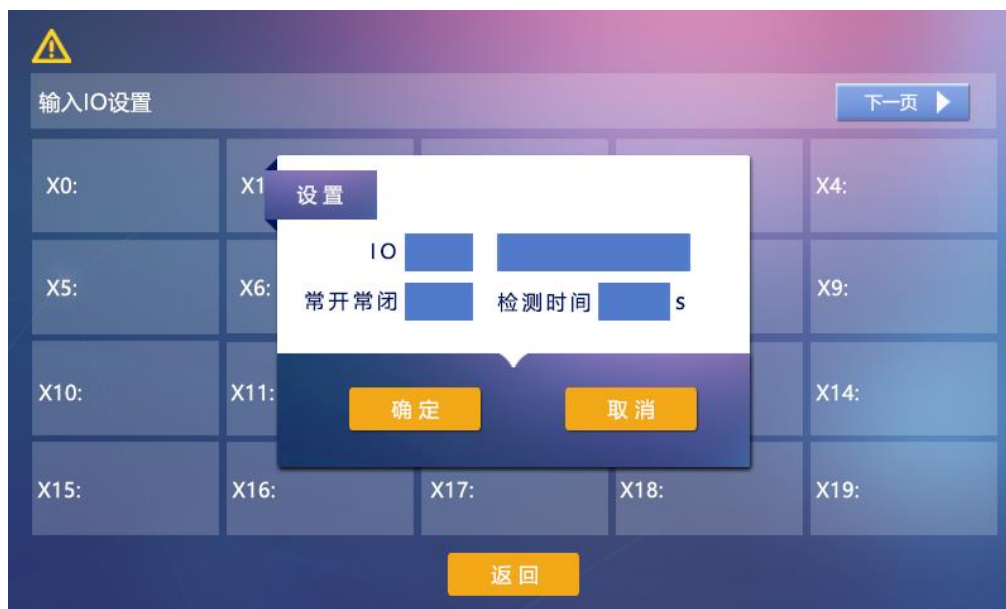 输入IO设置
下一页
X0:
X1
X4:
设置
IO
X5:
X6:
常开常闭
检测时间
s
X9:
X10:
X11:
确定
取消
X14:
X15:
X16:
X17:
X18:
X19:
返回